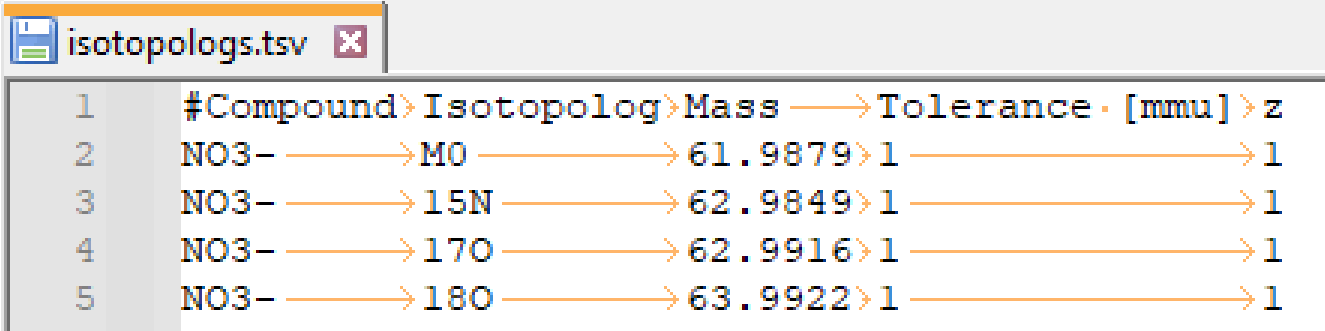 isotopologs.tsv
1 #Compound Isotopolog Mass Tolerance [mmu] z
2 NO3- M0 61.9879 1 1
3 NO3- 15N 62.9849 1 1
4 NO3- 17O 62.9916 1 1
5 NO3- 18O 63.9922 1 1